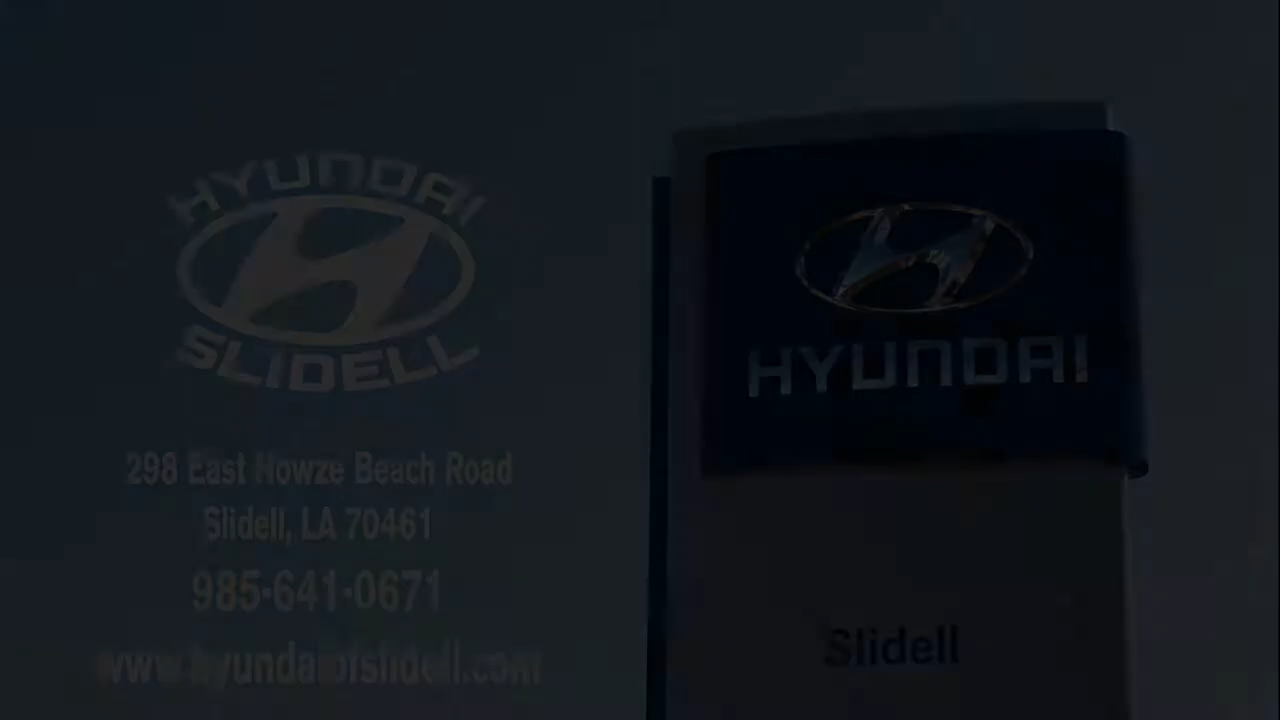 HYUNDAI
SLIDELL
298 East Howze Beach Road
Slidell, LA 70461
985-641-0671
www.hyundaiofslidell.com
HYUNDAI
Slidell